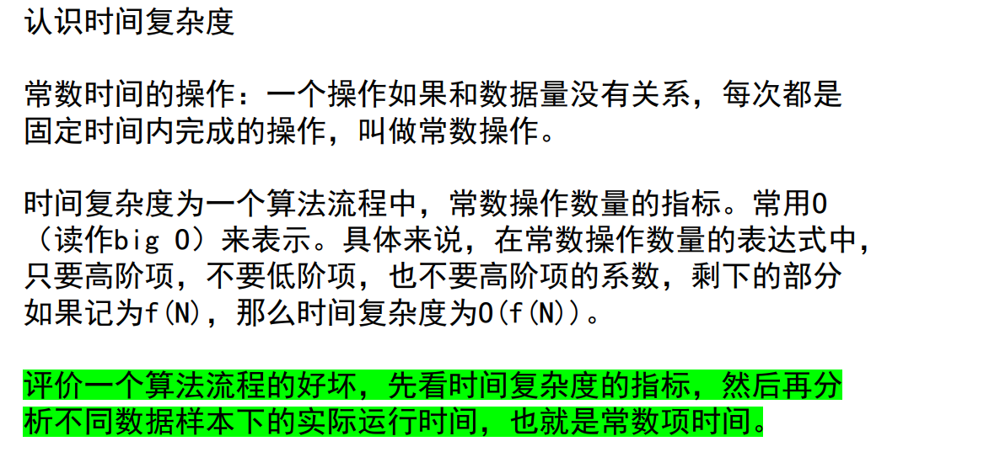 认识时间复杂度
常数时间的操作：一个操作如果和数据量没有关系，每次都是
固定时间内完成的操作，叫做常数操作。
时间复杂度为一个算法流程中，常数操作数量的指标。常用O
（读作big O）来表示。具体来说，在常数操作数量的表达式中，
只要高阶项，不要低阶项，也不要高阶项的系数，剩下的部分
如果记为f(N)，那么时间复杂度为O(f(N))。
评价一个算法流程的好坏，先看时间复杂度的指标，然后再分
析不同数据样本下的实际运行时间，也就是常数项时间。